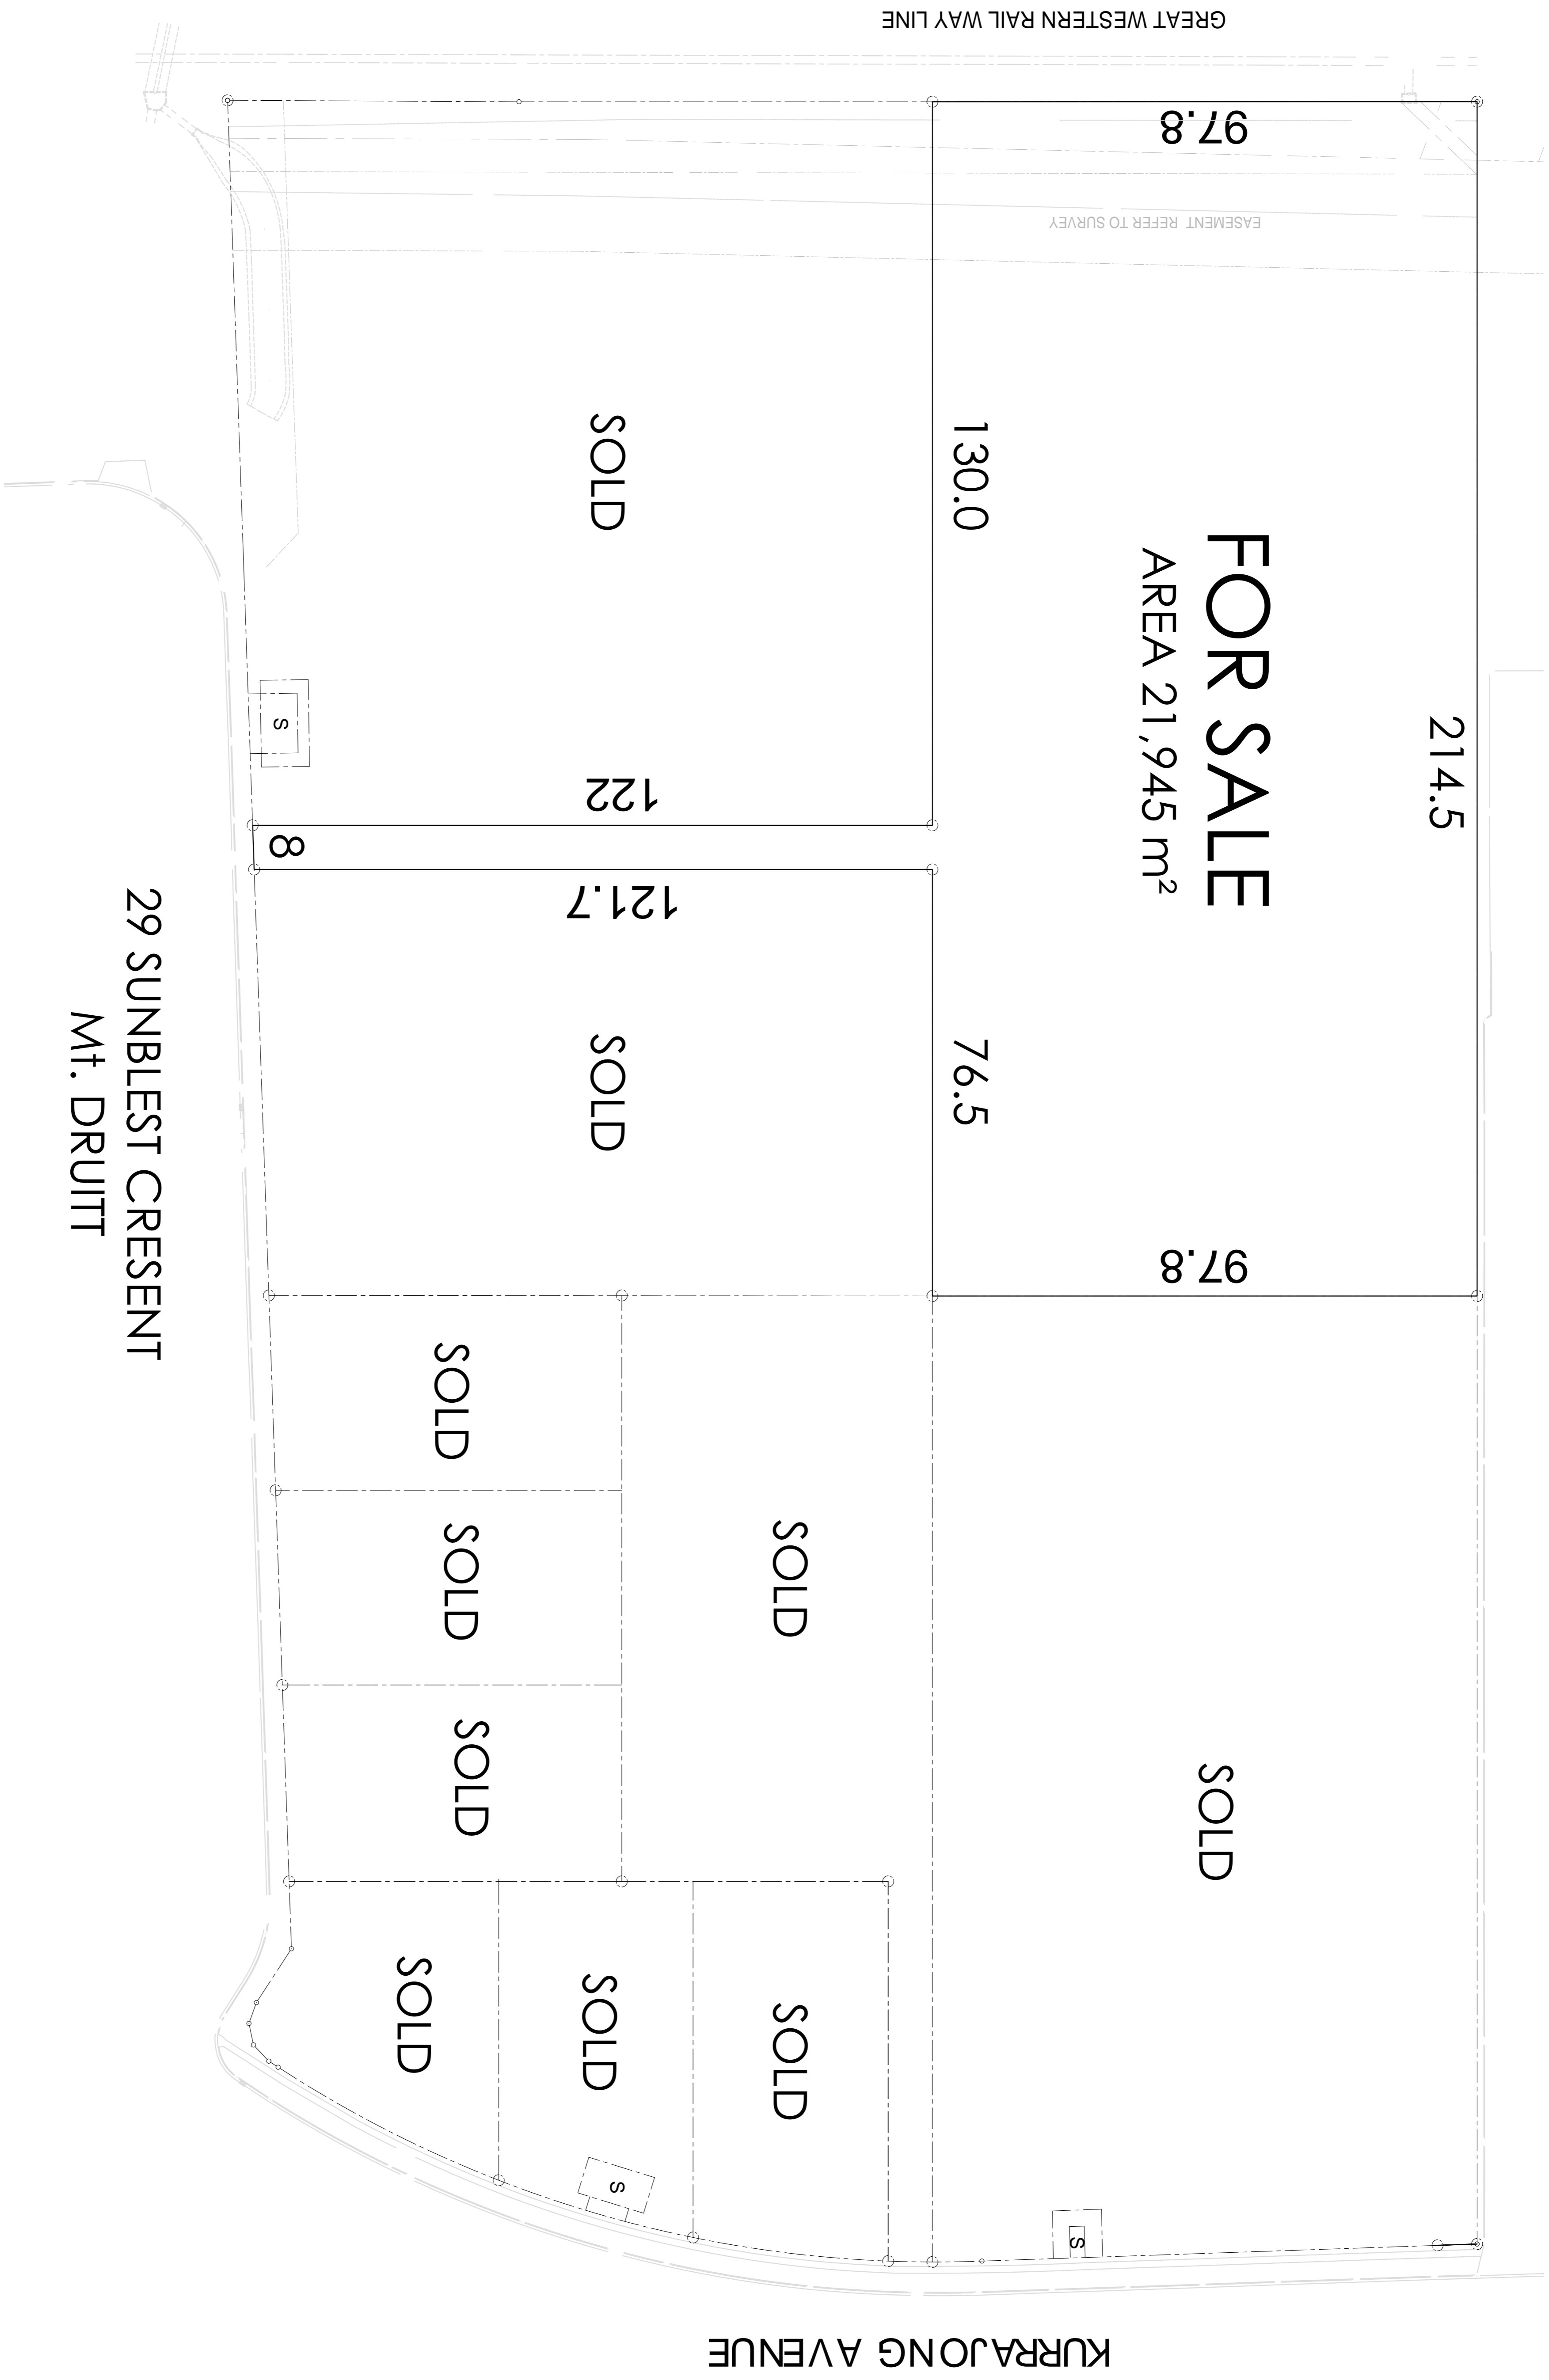 GREAT WESTERN RAIL WAY LINE
97.8
EASEMENT REFER TO SURVEY
SOLD
130.0
FOR SALE
AREA 21,945 m²
214.5
S
122
8
121.7
SOLD
76.5
97.8
29 SUNBLEST CRESENT
Mt. DRUITT
SOLD
SOLD
SOLD
SOLD
SOLD
SOLD
SOLD
SOLD
S
S
KURRAJONG AVENUE